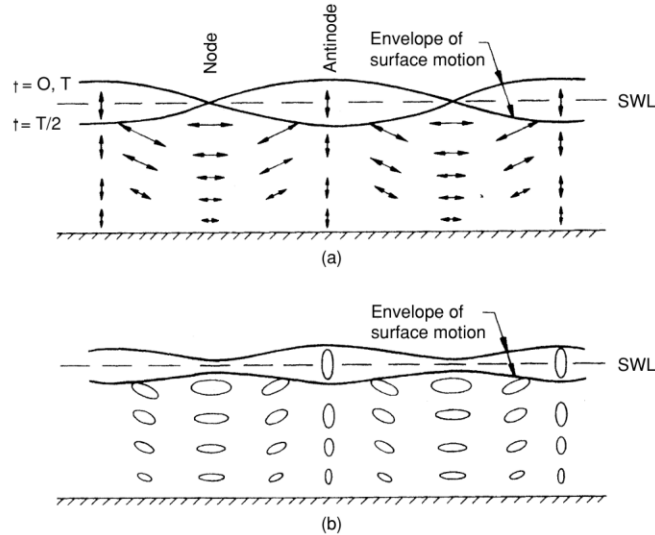 Node
Antinode
Envelope of
surface motion
t = O, T
SWL
t = T/2
(a)
Envelope of
surface motion
SWL
(b)